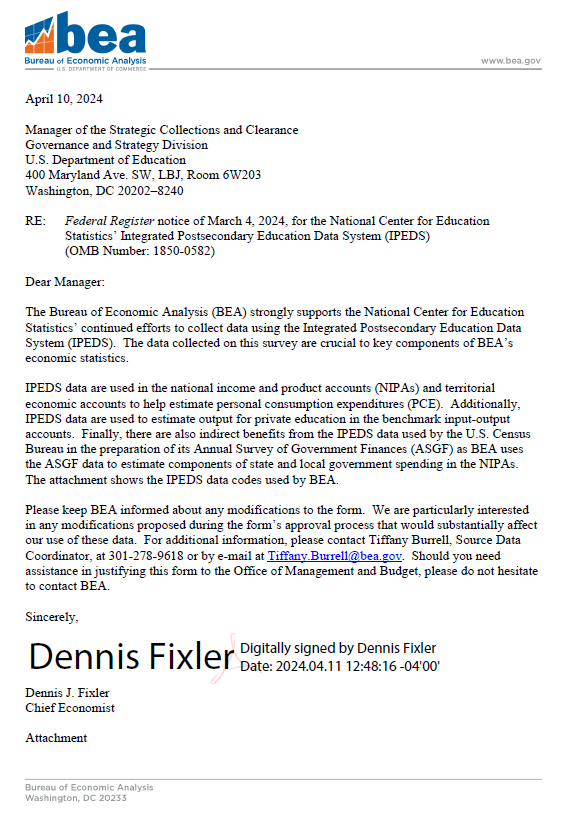 bea
Bureau of Economic Analysis
U.S. DEPARTMENT OF COMMERCE
www.bea.gov
April 10, 2024
Manager of the Strategic Collections and Clearance
Governance and Strategy Division
U.S. Department of Education
400 Maryland Ave. SW, LBJ, Room 6W203
Washington, DC 20202–8240
RE: Federal Register notice of March 4, 2024, for the National Center for Education
Statistics’ Integrated Postsecondary Education Data System (IPEDS)
(OMB Number: 1850-0582)
Dear Manager:
The Bureau of Economic Analysis (BEA) strongly supports the National Center for Education
Statistics’ continued efforts to collect data using the Integrated Postsecondary Education Data
System (IPEDS).  The data collected on this survey are crucial to key components of BEA’s
economic statistics.
IPEDS data are used in the national income and product accounts (NIPAs) and territorial
economic accounts to help estimate personal consumption expenditures (PCE).  Additionally,
IPEDS data are used to estimate output for private education in the benchmark input-output
accounts.  Finally, there are also indirect benefits from the IPEDS data used by the U.S. Census
Bureau in the preparation of its Annual Survey of Government Finances (ASGF) as BEA uses
the ASGF data to estimate components of state and local government spending in the NIPAs.
The attachment shows the IPEDS data codes used by BEA.
Please keep BEA informed about any modifications to the form.  We are particularly interested
in any modifications proposed during the form’s approval process that would substantially affect
our use of these data.  For additional information, please contact Tiffany Burrell, Source Data
Coordinator, at 301-278-9618 or by e-mail at Tiffany.Burrell@bea.gov.  Should you need
assistance in justifying this form to the Office of Management and Budget, please do not hesitate
to contact BEA.
Sincerely,
Dennis Fixler
Digitally signed by Dennis Fixler
Date: 2024.04.11 12:48:16 -04'00'
Dennis J. Fixler
Chief Economist
Attachment
Bureau of Economic Analysis
Washington, DC 20233